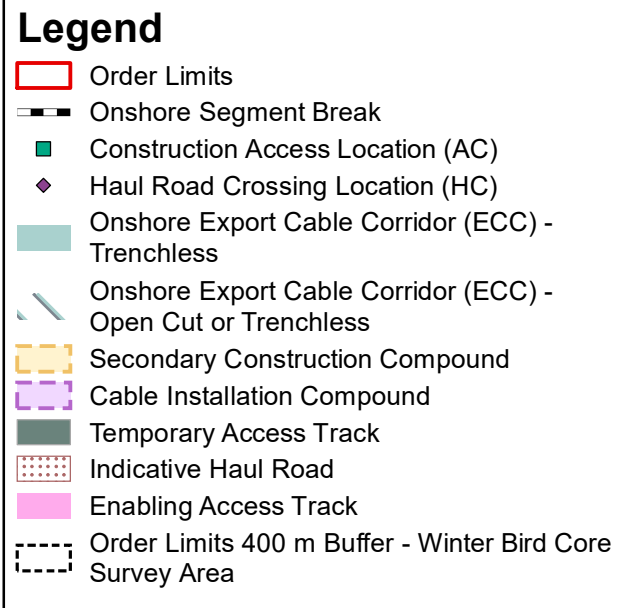 Legend
Order Limits
Onshore Segment Break
Construction Access Location (AC)
Haul Road Crossing Location (HC)
Onshore Export Cable Corridor (ECC) -
Trenchless
Onshore Export Cable Corridor (ECC) -
Open Cut or Trenchless
Secondary Construction Compound
Cable Installation Compound
Temporary Access Track
Indicative Haul Road
Enabling Access Track
Order Limits 400 m Buffer - Winter Bird Core
Survey Area